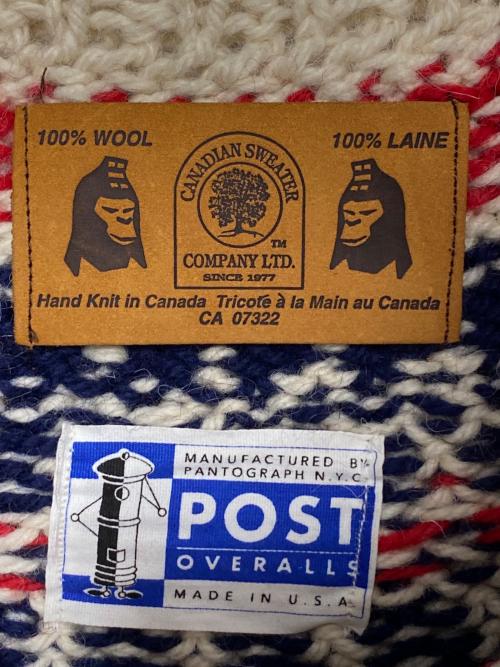 100% WOOL
100% LAINE
CANADIAN SWEATER
TM
COMPANY LTD.
SINCE 1977
Hand Knit in Canada Tricoté à la Main au Canada
CA 07322
MANUFACTURED BY
PANTOGRAPH N.Y.C.
POST
OVERALLS
MADE IN U.S.A.